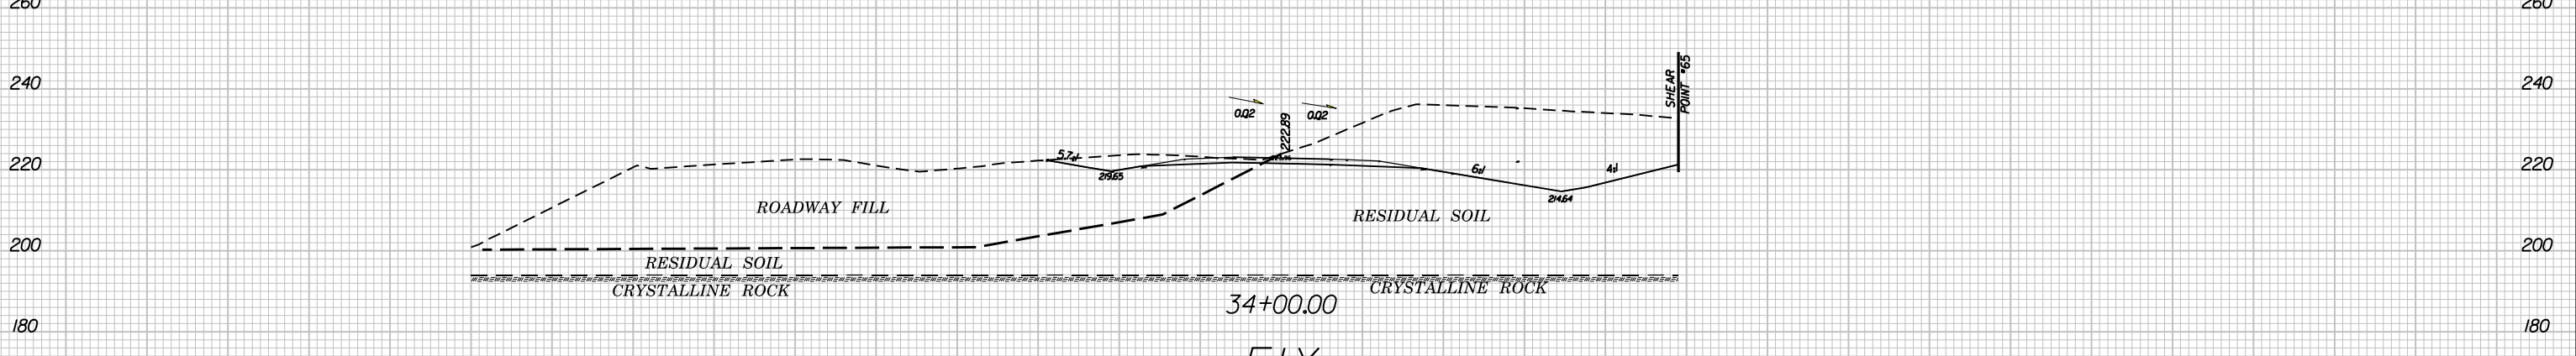 260 260
240 240
SHEAR
POINT #65
0.02 0.02
222.89
220 220
5.7:1
219.65
6:1
4:1
214.64
ROADWAY FILL
RESIDUAL SOIL
200 200
RESIDUAL SOIL
CRYSTALLINE ROCK
CRYSTALLINE ROCK
34+00.00
180 180